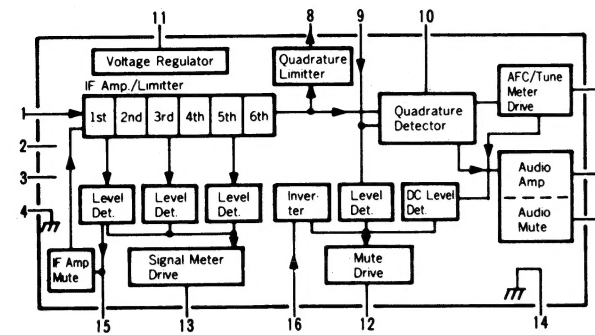 11
8
9
10
Voltage Regulator
Quadrature
Limitter
AFC/Tune
Meter
Drive
IF Amp./Limitter
1
1st
2nd
3rd
4th
5th
6th
Quadrature
Detector
2
3
4
Level
Det.
Level
Det.
Level
Det.
Inver-
ter
Level
Det.
DC Level
Det.
Audio
Amp
Audio
Mute
IF Amp
Mute
Signal Meter
Drive
Mute
Drive
15
13
16
12
14